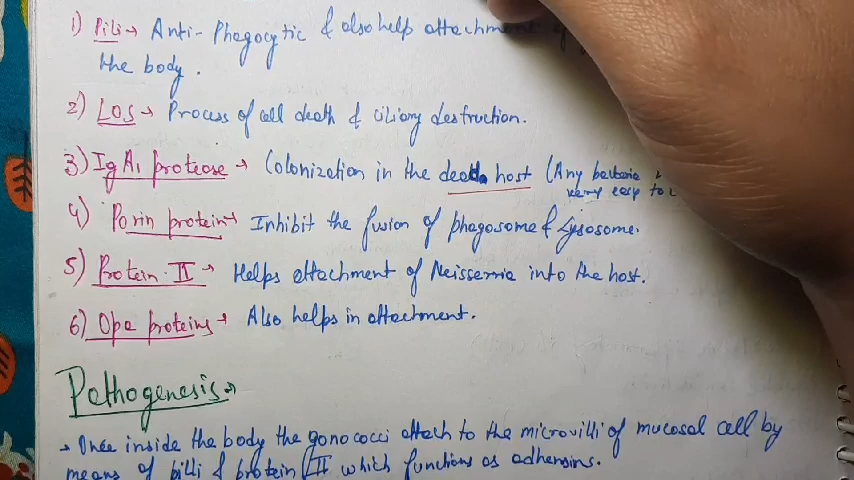 1) Pili → Anti-Phagocytic & also help attachment
the body.
2) LOS → Process of cell death & ciliary destruction.
3) IgA1 protease → Colonization in the dead host (Any bacteria
very easy to
4) Porin protein → Inhibit the fusion of phagosome & Lysosome.
5) Protein-II → Helps attachment of Neisserria into the host.
6) Opa proteins → Also helps in attachment.
Pathogenesis →
→ Once inside the body the gonococci attach to the microvilli of mucosal cell by
means of pilli & protein II which functions as adhensins.